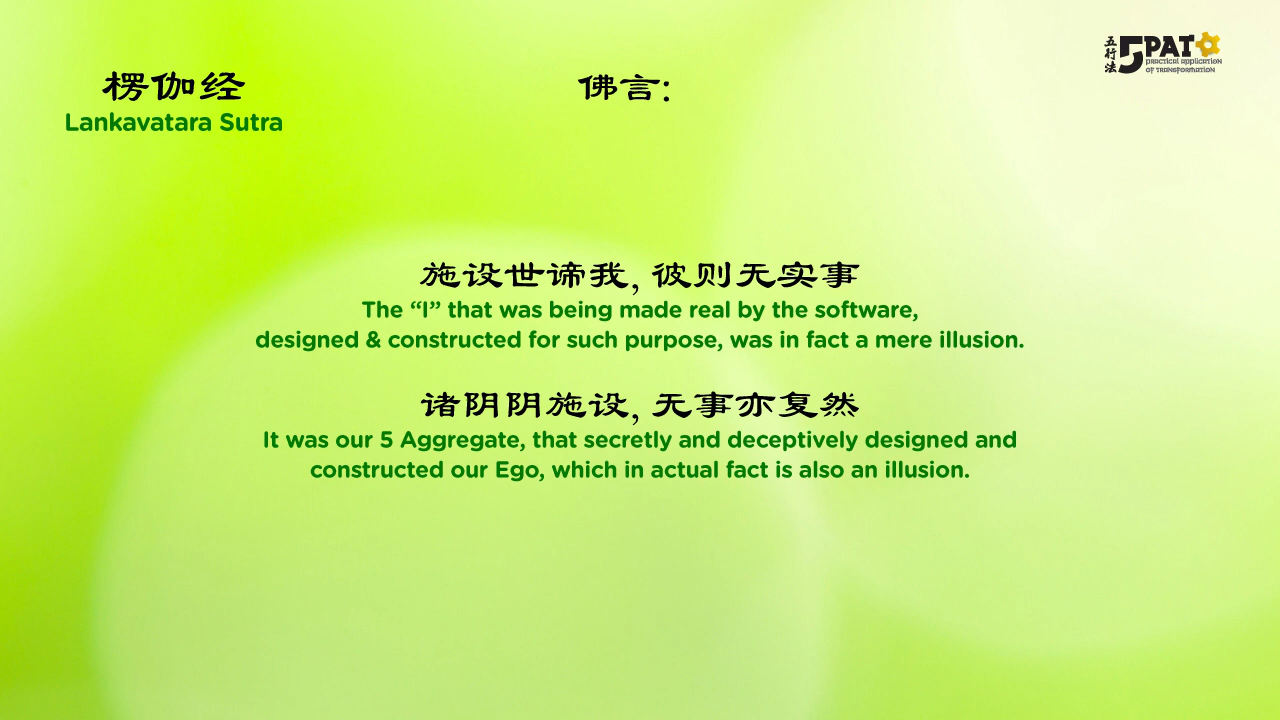 楞伽经
Lankavatara Sutra
佛言:
五行法
5PAT
PRACTICAL APPLICATION
OF TRANSFORMATION
施设世谛我, 彼则无实事
The “I” that was being made real by the software,
designed & constructed for such purpose, was in fact a mere illusion.
诸阴阴施设, 无事亦复然
It was our 5 Aggregate, that secretly and deceptively designed and
constructed our Ego, which in actual fact is also an illusion.